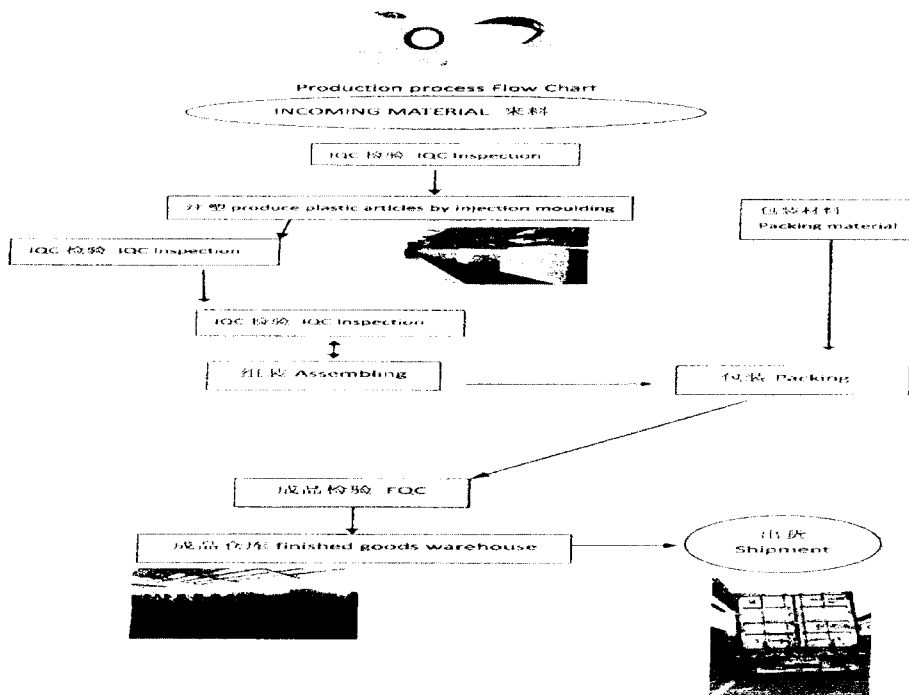 Production process Flow Chart
INCOMING MATERIAL 来料
IQC 检验 IQC Inspection
注塑 produce plastic articles by injection moulding
包装材料
Packing material
IQC 检验 IQC Inspection
IQC 检验 IQC Inspection
组装 Assembling
包装 Packing
成品检验 FQC
成品仓库 finished goods warehouse
出货
Shipment